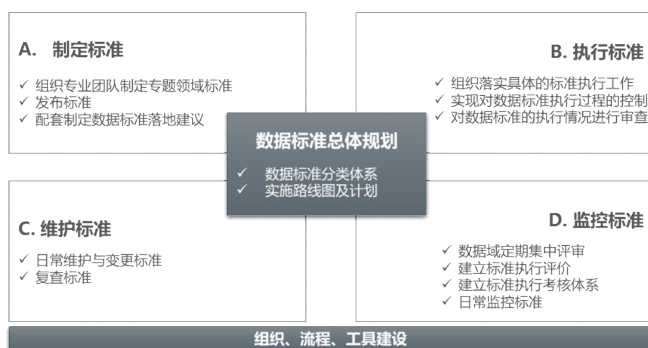 A. 制定标准
✓ 组织专业团队制定专题领域标准
✓ 发布标准
✓ 配套制定数据标准落地建议
B. 执行标准
✓ 组织落实具体的标准执行工作
✓ 实现对数据标准执行过程的控制
✓ 对数据标准的执行情况进行审查
数据标准总体规划
✓ 数据标准分类体系
✓ 实施路线图及计划
C. 维护标准
✓ 日常维护与变更标准
✓ 复查标准
D. 监控标准
✓ 数据域定期集中评审
✓ 建立标准执行评价
✓ 建立标准执行考核体系
✓ 日常监控标准
组织、流程、工具建设